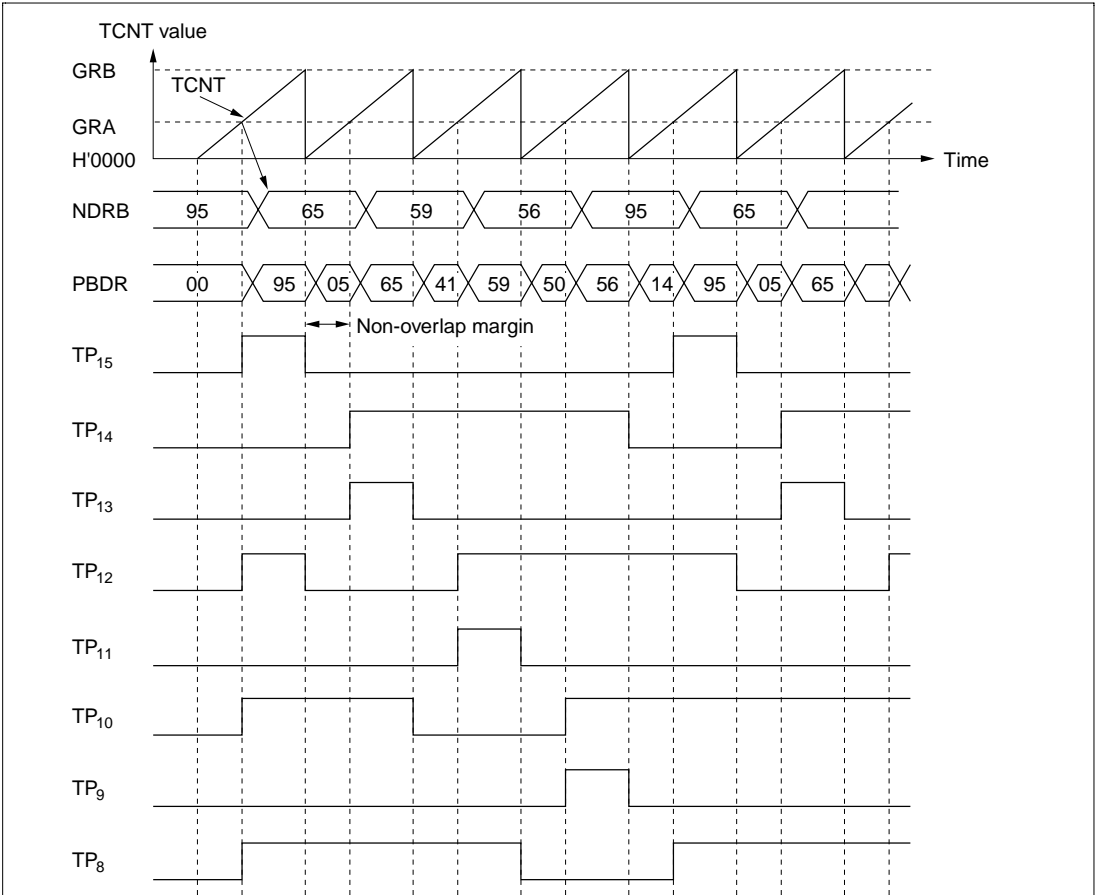 TCNT value
GRB
TCNT
GRA
H'0000
Time
NDRB 95 65 59 56 95 65
PBDR 00 95 05 65 41 59 50 56 14 95 05 65
Non-overlap margin
TP15
TP14
TP13
TP12
TP11
TP10
TP9
TP8